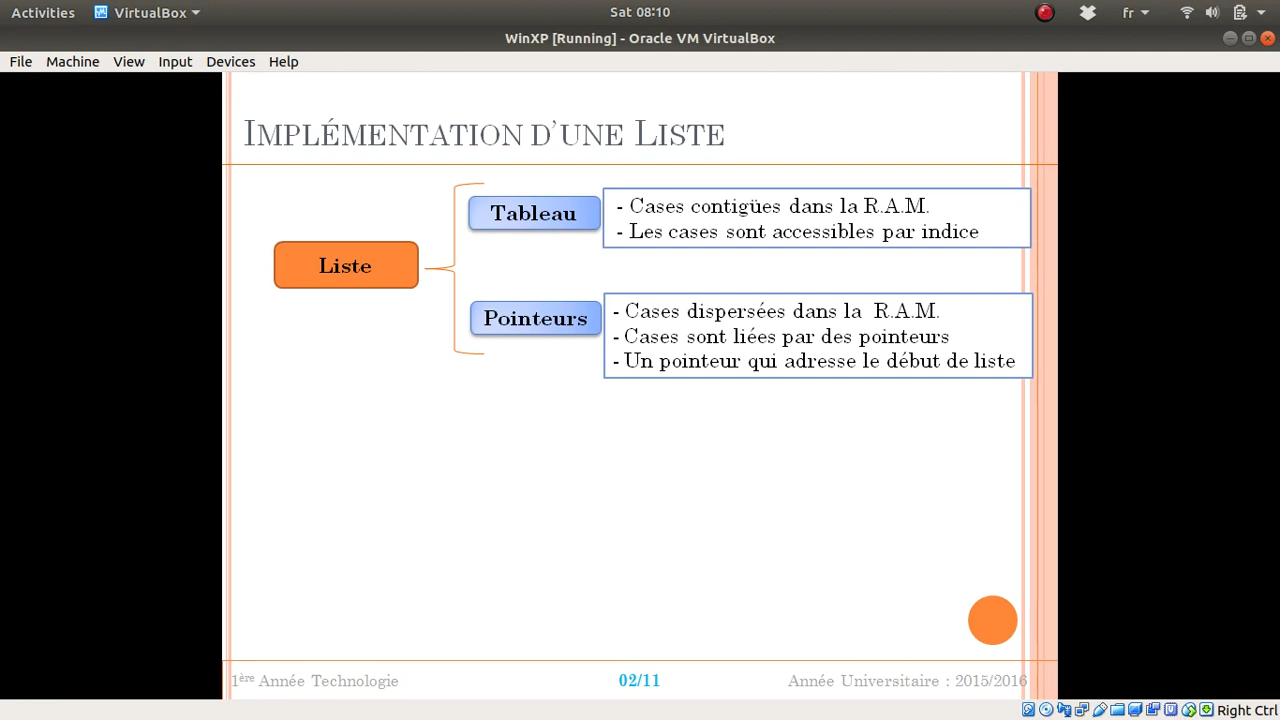 Activities VirtualBox Sat 08:10 fr
WinXP [Running] - Oracle VM VirtualBox
File Machine View Input Devices Help
IMPLÉMENTATION D'UNE LISTE
Tableau
- Cases contigües dans la R.A.M.
- Les cases sont accessibles par indice
Liste
Pointeurs
- Cases dispersées dans la R.A.M.
- Cases sont liées par des pointeurs
- Un pointeur qui adresse le début de liste
1ère Année Technologie 02/11 Année Universitaire : 2015/2016
Right Ctrl